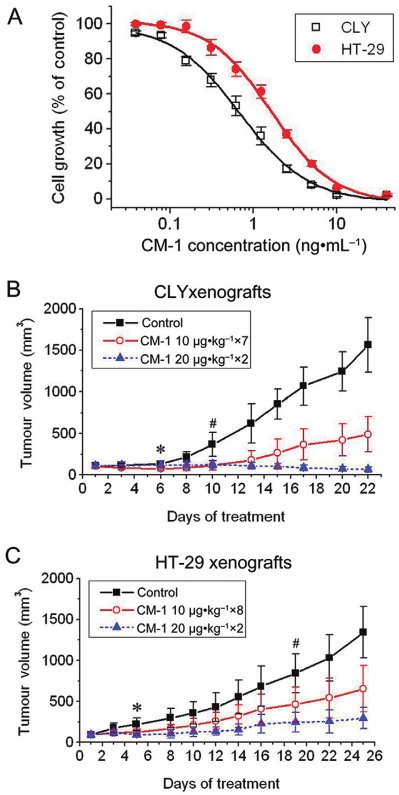 A
CLY
HT-29
Cell growth (% of control)
100
80
60
40
20
0
0.1
1
10
CM-1 concentration (ng•mL⁻¹)
B
CLYxenografts
Control
CM-1 10 µg•kg⁻¹×7
CM-1 20 µg•kg⁻¹×2
Tumour volume (mm³)
2000
1500
1000
500
0
*
#
0 2 4 6 8 10 12 14 16 18 20 22
Days of treatment
C
HT-29 xenografts
Control
CM-1 10 µg•kg⁻¹×8
CM-1 20 µg•kg⁻¹×2
Tumour volume (mm³)
2000
1500
1000
500
0
*
#
0 2 4 6 8 10 12 14 16 18 20 22 24 26
Days of treatment